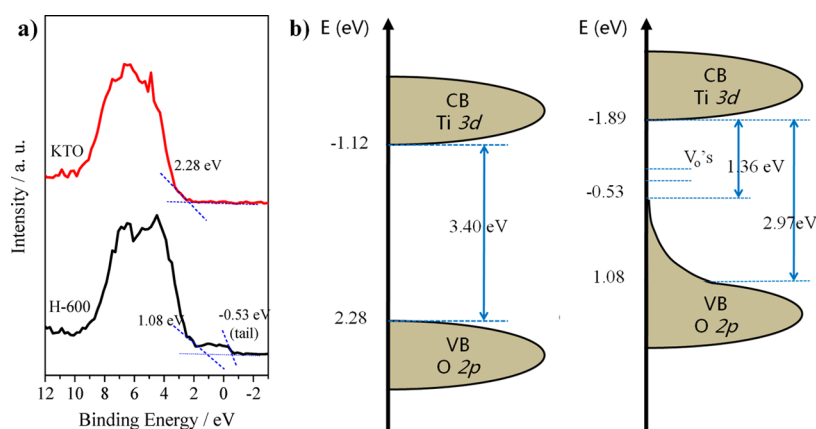 a)
Intensity / a. u.
KTO
2.28 eV
H-600
1.08 eV
-0.53 eV
(tail)
12 10 8 6 4 2 0 -2
Binding Energy / eV
b)
E (eV)
CB
Ti 3d
-1.12
3.40 eV
2.28
VB
O 2p
E (eV)
CB
Ti 3d
-1.89
Vo's
1.36 eV
-0.53
2.97 eV
1.08
VB
O 2p